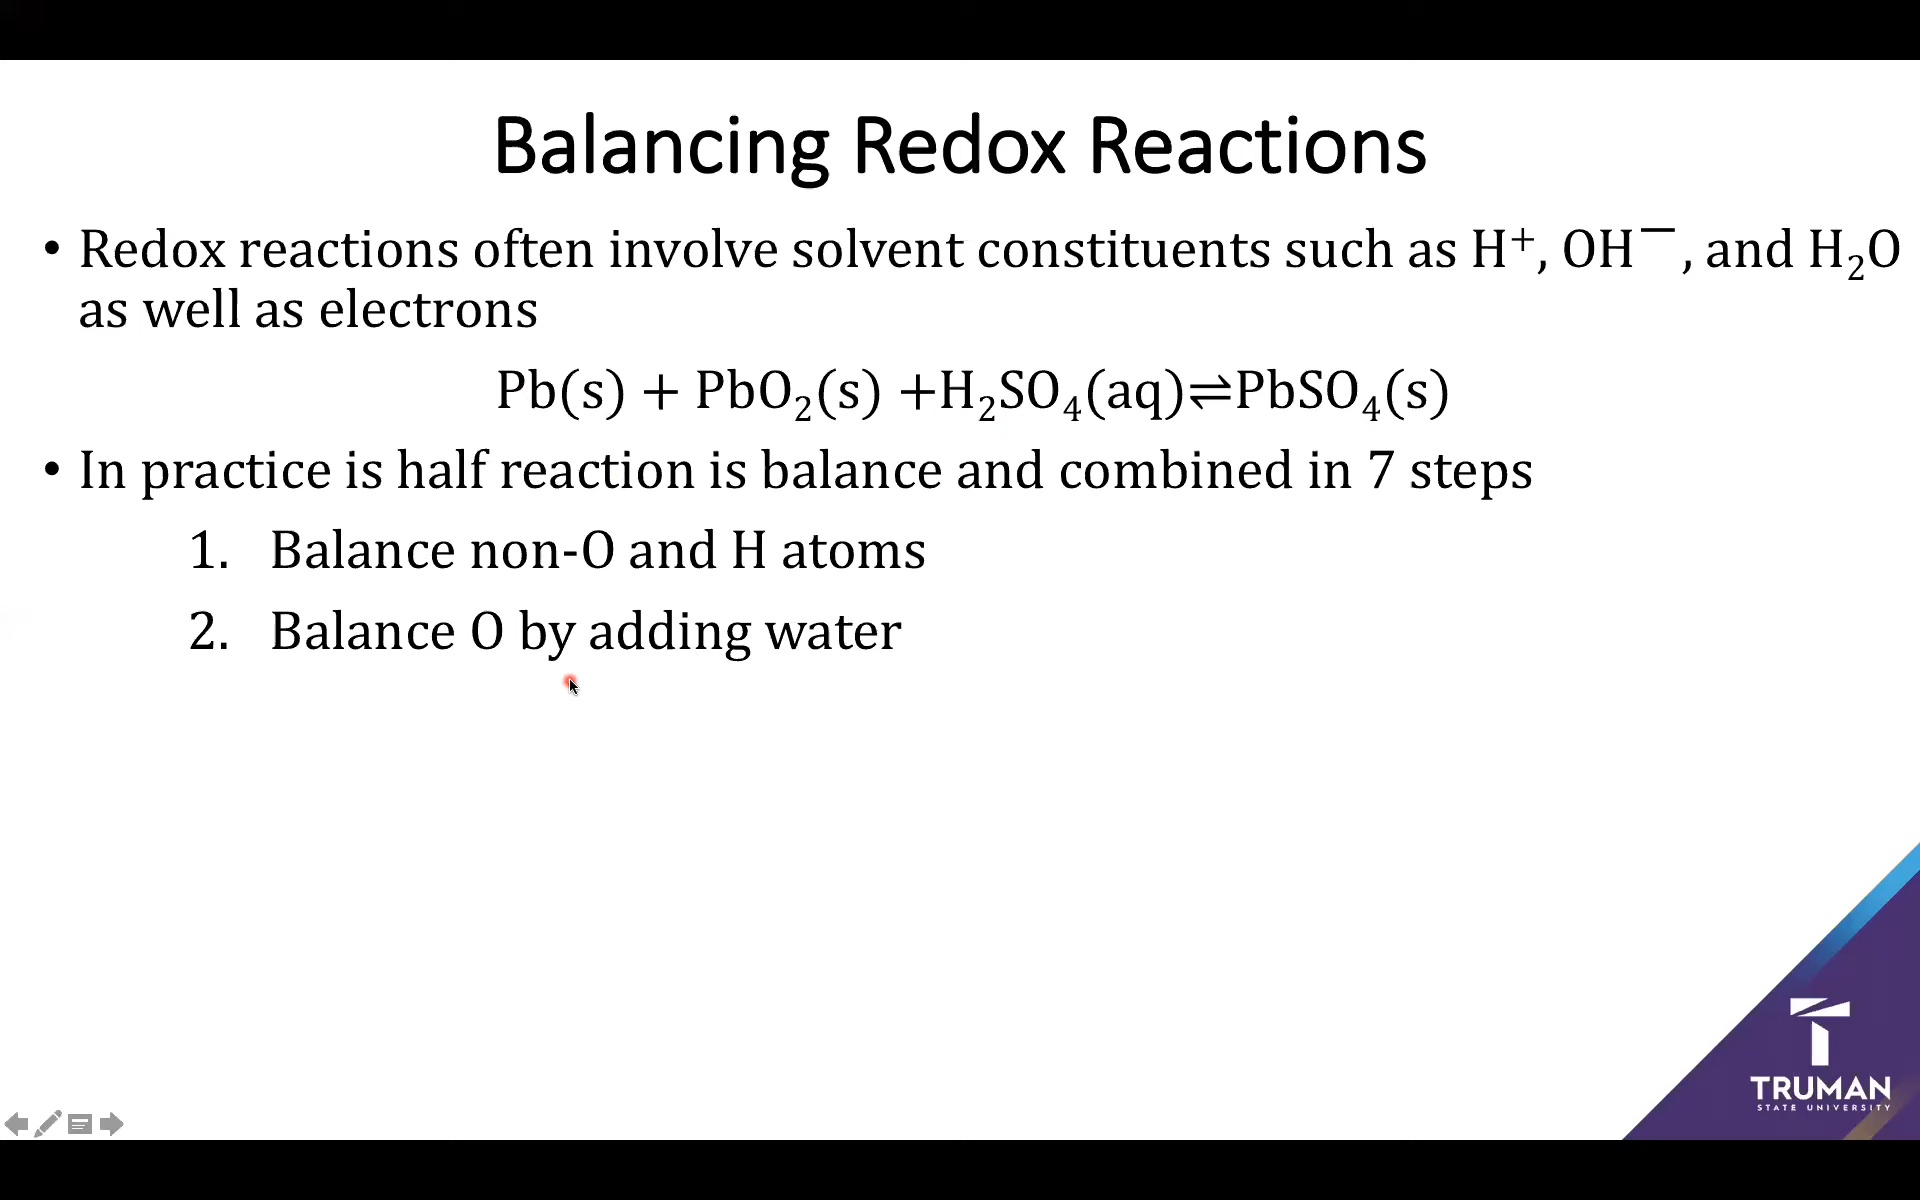 Balancing Redox Reactions
• Redox reactions often involve solvent constituents such as H⁺, OH⁻, and H₂O
as well as electrons
Pb(s) + PbO₂(s) +H₂SO₄(aq)⇌PbSO₄(s)
• In practice is half reaction is balance and combined in 7 steps
1. Balance non-O and H atoms
2. Balance O by adding water
TRUMAN
STATE UNIVERSITY